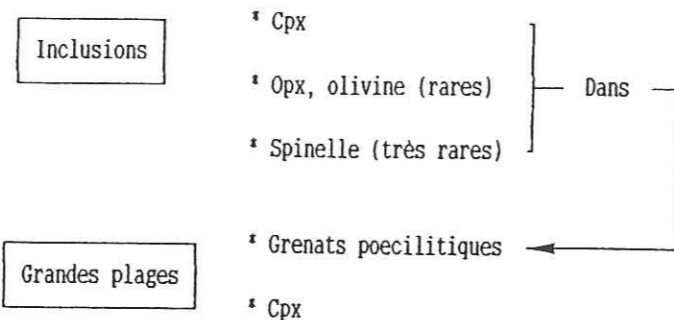 * Cpx
Inclusions
* Opx, olivine (rares)
Dans
* Spinelle (très rares)
* Grenats poecilitiques
Grandes plages
* Cpx